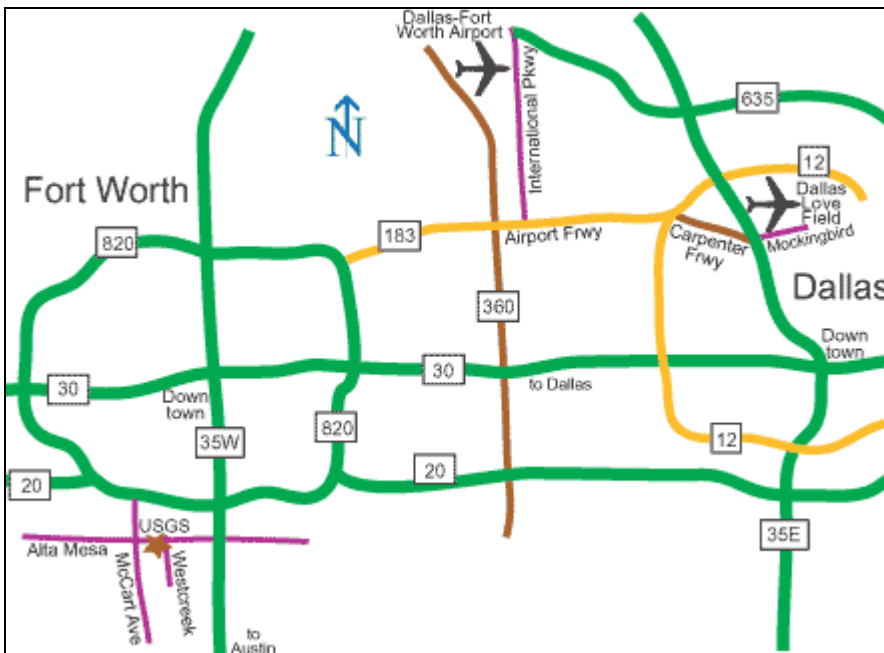 Dallas-Fort
Worth Airport
International Pkwy
635
N
12
Fort Worth
Dallas
Love
Field
820
183
Airport Frwy
Carpenter
Frwy
Mockingbird
Dallas
360
Down
town
30
30
to Dallas
Down
town
820
35W
12
20
20
USGS
35E
Alta Mesa
McCart Ave
Westcreek
to
Austin